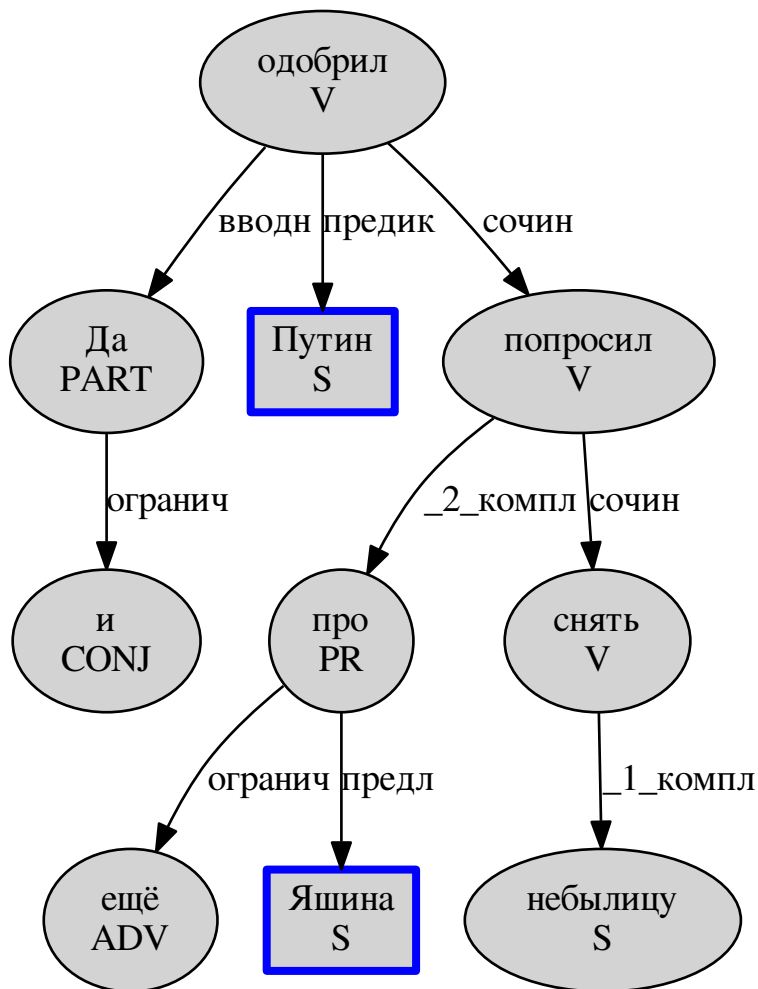 одобрил
V
вводн
предик
сочин
Да
PART
Путин
S
попросил
V
огранич
_2_компл
сочин
и
CONJ
про
PR
снять
V
огранич
предл
_1_компл
ещё
ADV
Яшина
S
небылицу
S